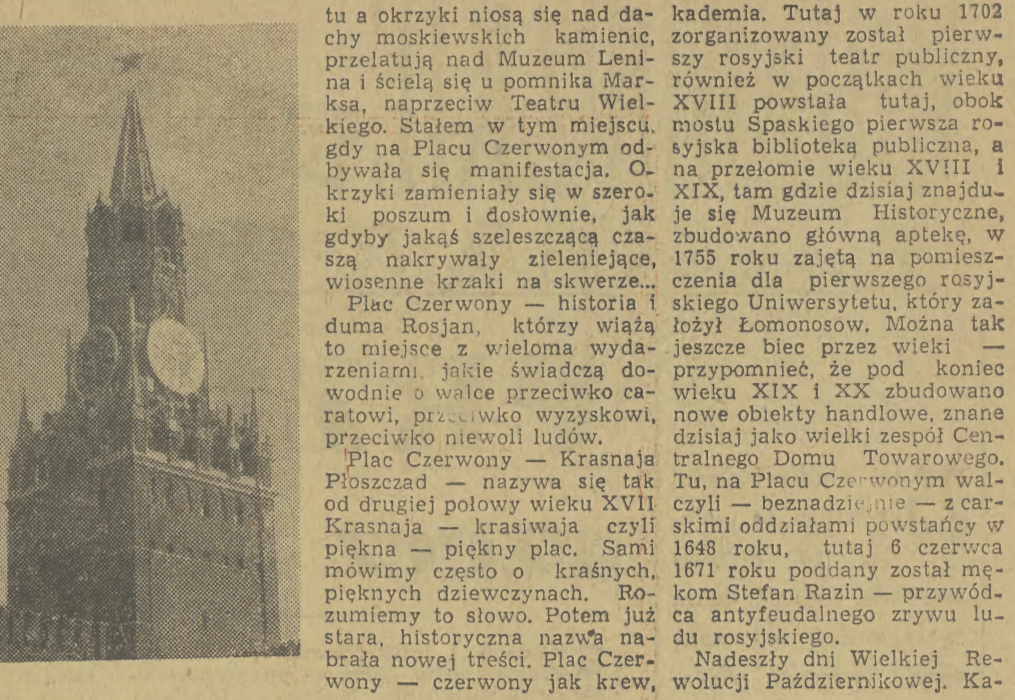 tu a okrzyki niosą się nad da-
chy moskiewskich kamienic,
przelatują nad Muzeum Leni-
na i ścielą się u pomnika Mar-
ksa, naprzeciw Teatru Wiel-
kiego. Stałem w tym miejscu,
gdy na Placu Czerwonym od-
bywała się manifestacja. O-
krzyki zamieniały się w szero-
ki poszum i dosłownie, jak
gdyby jakąś szeleszczącą cza-
szą nakrywały zieleniejące,
wiosenne krzaki na skwerze...
Plac Czerwony — historia i
duma Rosjan, którzy wiążą
to miejsce z wieloma wyda-
rzeniami, jakie świadczą do-
wodnie o walce przeciwko ca-
ratowi, przeciwko wyzyskowi,
przeciwko niewoli ludów.
Plac Czerwony — Krasnaja
Płoszczad — nazywa się tak
od drugiej połowy wieku XVII
Krasnaja — krasiwaja czyli
piękna — piękny plac. Sami
mówimy często o kraśnych,
pięknych dziewczynach. Ro-
zumiemy to słowo. Potem już
stara, historyczna nazwa na-
brała nowej treści. Plac Czer-
wony — czerwony jak krew,
kademia. Tutaj w roku 1702
zorganizowany został pierw-
szy rosyjski teatr publiczny,
również w początkach wieku
XVIII powstała tutaj, obok
mostu Spaskiego pierwsza ro-
syjska biblioteka publiczna, a
na przełomie wieku XVIII i
XIX, tam gdzie dzisiaj znajdu-
je się Muzeum Historyczne,
zbudowano główną aptekę, w
1755 roku zajętą na pomiesz-
czenia dla pierwszego rosyj-
skiego Uniwersytetu, który za-
łożył Łomonosow. Można tak
jeszcze biec przez wieki —
przypomnieć, że pod koniec
wieku XIX i XX zbudowano
nowe obiekty handlowe, znane
dzisiaj jako wielki zespół Cen-
tralnego Domu Towarowego.
Tu, na Placu Czerwonym wal-
czyli — beznadziejnie — z car-
skimi oddziałami powstańcy w
1648 roku, tutaj 6 czerwca
1671 roku poddany został mę-
kom Stefan Razin — przywód-
ca antyfeudalnego zrywu lu-
du rosyjskiego.
Nadeszły dni Wielkiej Re-
wolucji Październikowej. Ka-